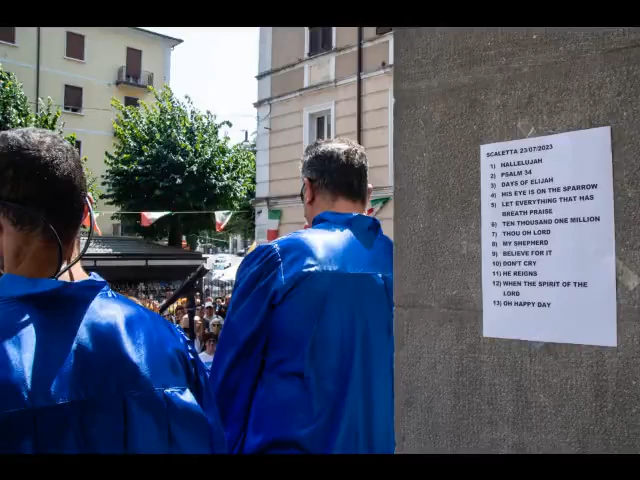 SCALETTA 23/07/2023
1) HALLELUJAH
2) PSALM 34
3) DAYS OF ELIJAH
4) HIS EYE IS ON THE SPARROW
5) LET EVERYTHING THAT HAS
BREATH PRAISE
6) TEN THOUSAND ONE MILLION
7) THOU OH LORD
8) MY SHEPHERD
9) BELIEVE FOR IT
10) DON'T CRY
11) HE REIGNS
12) WHEN THE SPIRIT OF THE
LORD
13) OH HAPPY DAY